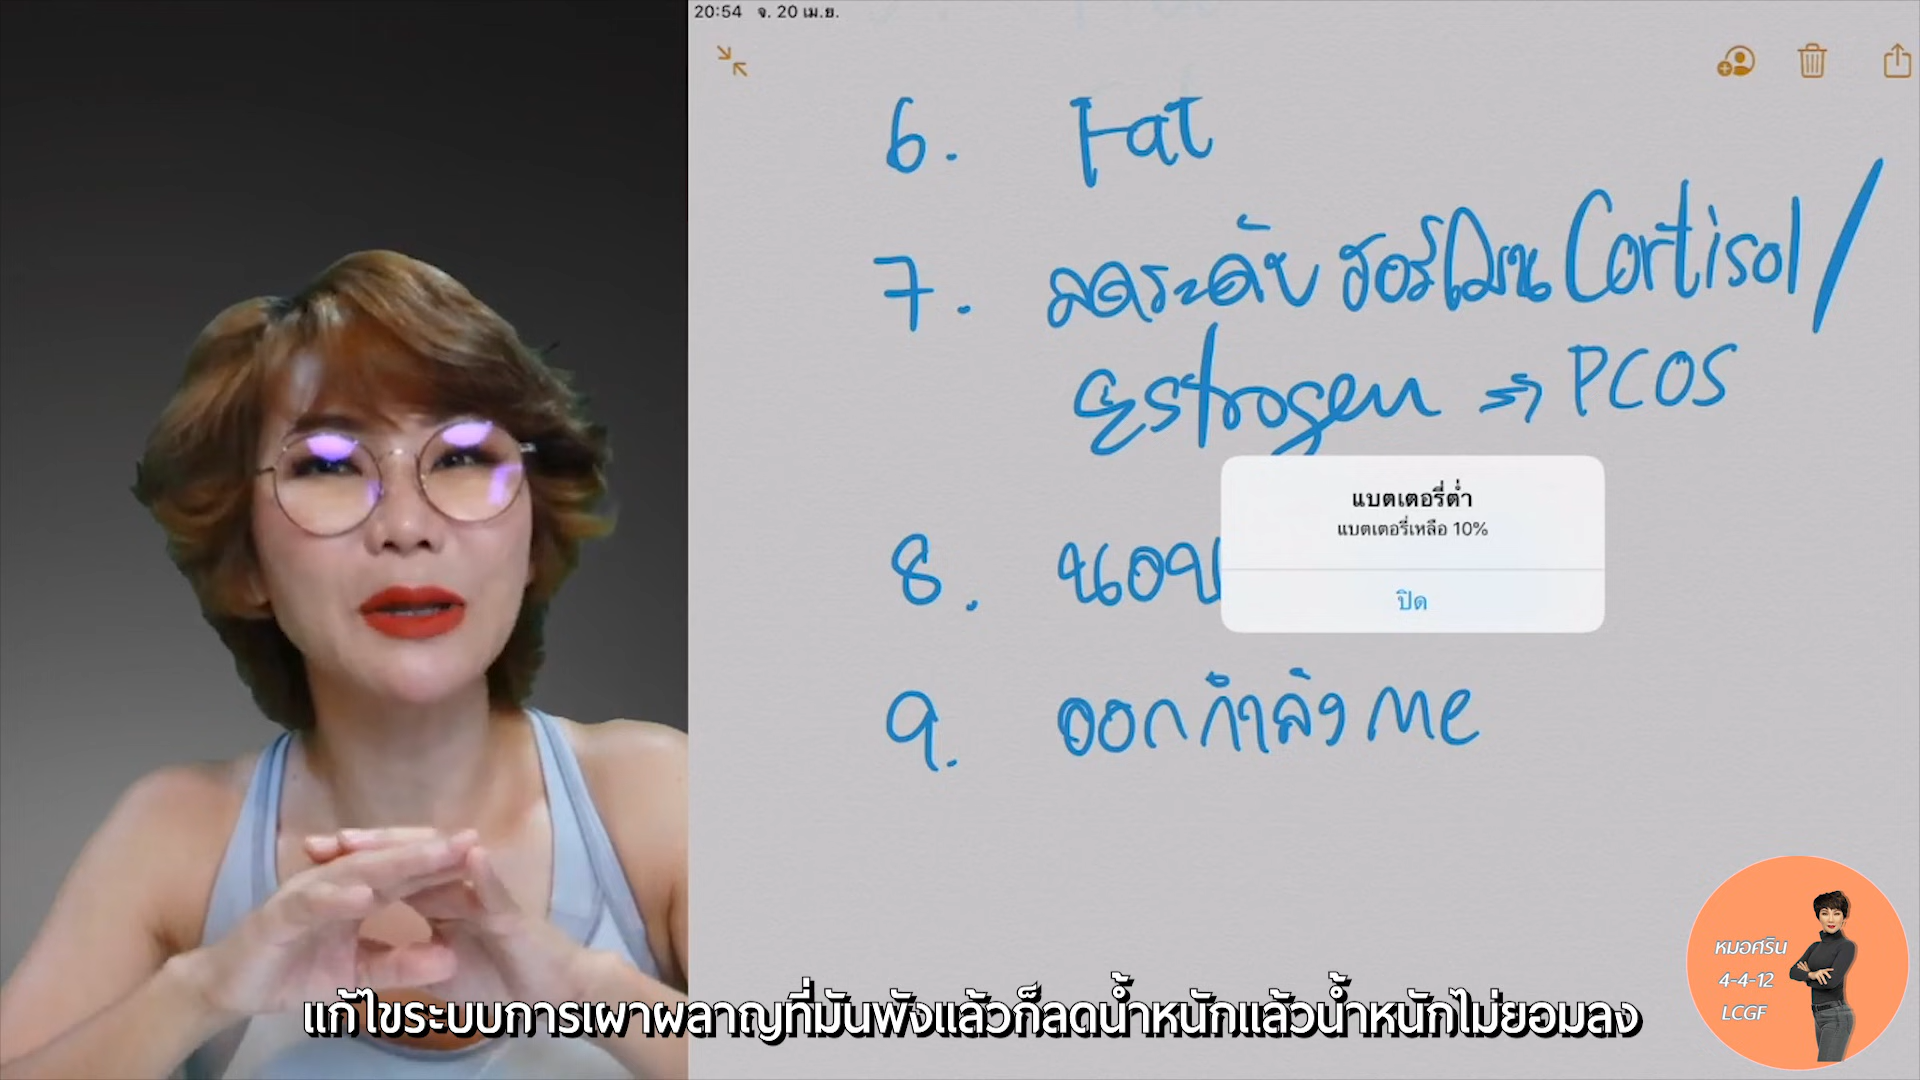 20:54 จ. 20 เม.ย.
6. Fat
7. ลดระดับ ฮอร์โมน Cortisol /
Estrogen => PCOS
แบตเตอรี่ต่ำ
แบตเตอรี่เหลือ 10%
ปิด
8. นอน
9. ออกกำลัง me
หมอศริน
4-4-12
LCGF
แก้ไขระบบการเผาผลาญที่มันพังแล้วก็ลดน้ำหนักแล้วน้ำหนักไม่ยอมลง